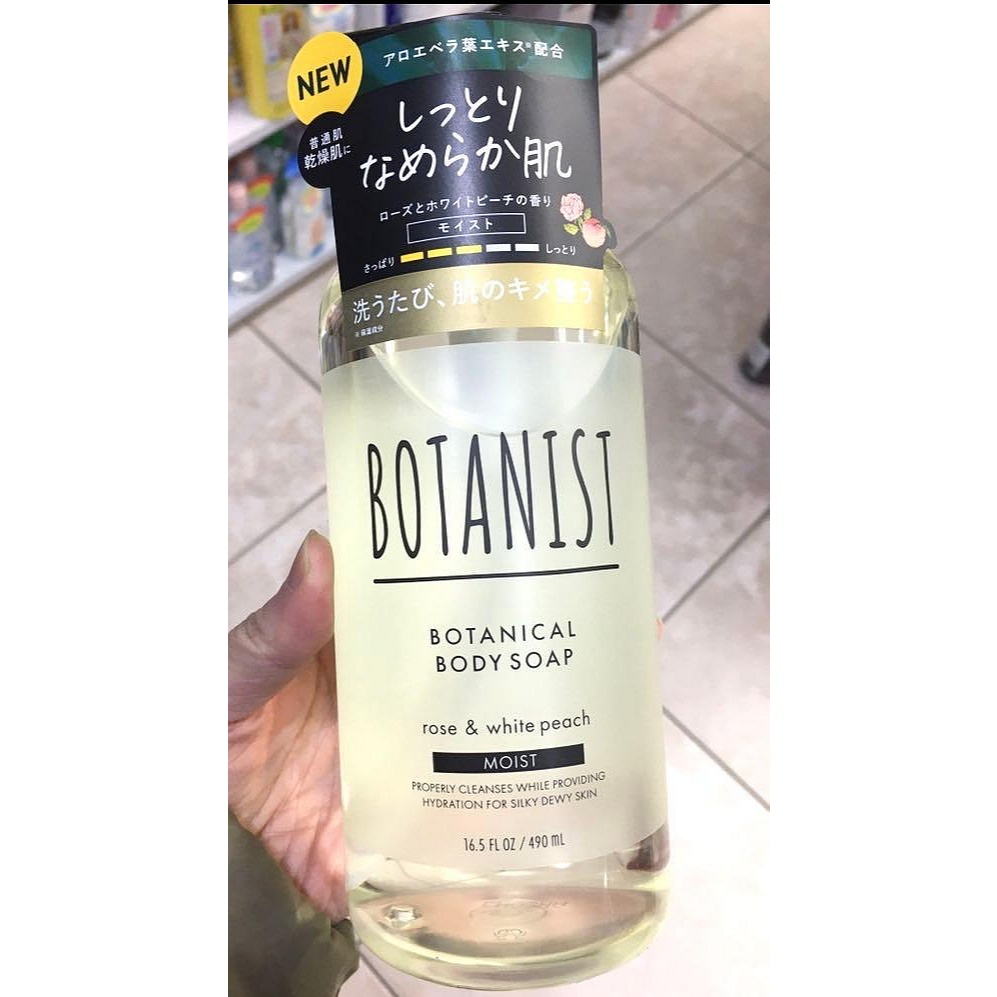 NEW
普通肌
乾燥肌に
アロエベラ葉エキス※配合
しっとり
なめらか肌
ローズとホワイトピーチの香り
モイスト
さっぱり しっとり
洗うたび、肌のキメ整う
※ 保湿成分
BOTANIST
BOTANICAL
BODY SOAP
rose & white peach
MOIST
PROPERLY CLEANSES WHILE PROVIDING
HYDRATION FOR SILKY DEWY SKIN
16.5 FL OZ / 490 mL